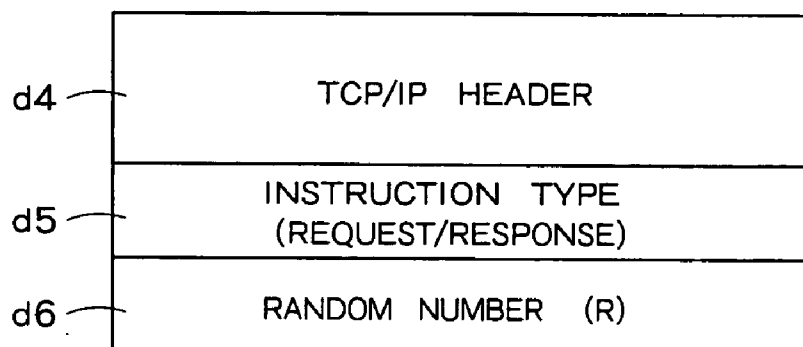 d4 TCP/IP HEADER
d5 INSTRUCTION TYPE
(REQUEST/RESPONSE)
d6 RANDOM NUMBER (R)